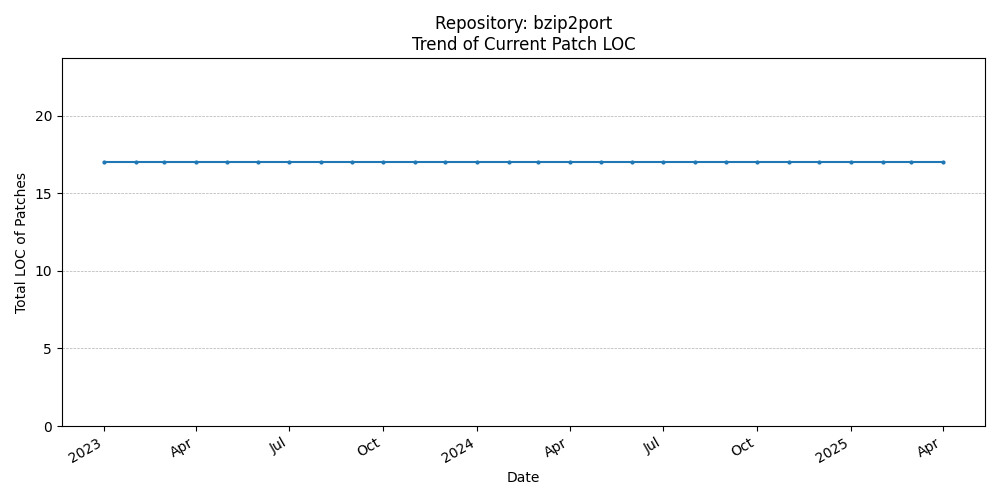 Repository: bzip2port
Trend of Current Patch LOC
Total LOC of Patches
20
15
10
5
0
2023
Apr
Jul
Oct
2024
Apr
Jul
Oct
2025
Apr
Date